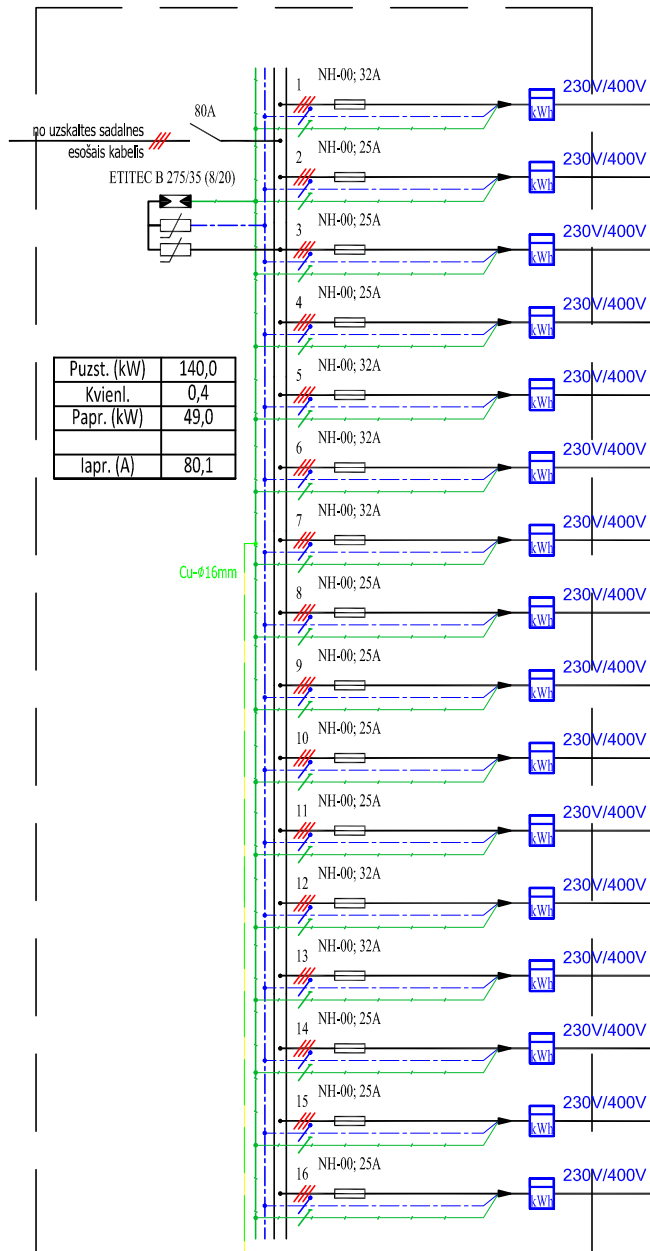 1 NH-00; 32A 230V/400V
kWh
80A
no uzskaites sadalnes
esošais kabelis
2 NH-00; 25A 230V/400V
kWh
ETITEC B 275/35 (8/20)
3 NH-00; 25A 230V/400V
kWh
4 NH-00; 25A 230V/400V
kWh
Puzst. (kW) 140,0
Kvienl. 0,4
Papr. (kW) 49,0
Iapr. (A) 80,1
5 NH-00; 32A 230V/400V
kWh
6 NH-00; 32A 230V/400V
kWh
7 NH-00; 32A 230V/400V
kWh
Cu-Ø16mm
8 NH-00; 25A 230V/400V
kWh
9 NH-00; 25A 230V/400V
kWh
10 NH-00; 25A 230V/400V
kWh
11 NH-00; 25A 230V/400V
kWh
12 NH-00; 32A 230V/400V
kWh
13 NH-00; 32A 230V/400V
kWh
14 NH-00; 25A 230V/400V
kWh
15 NH-00; 25A 230V/400V
kWh
16 NH-00; 25A 230V/400V
kWh